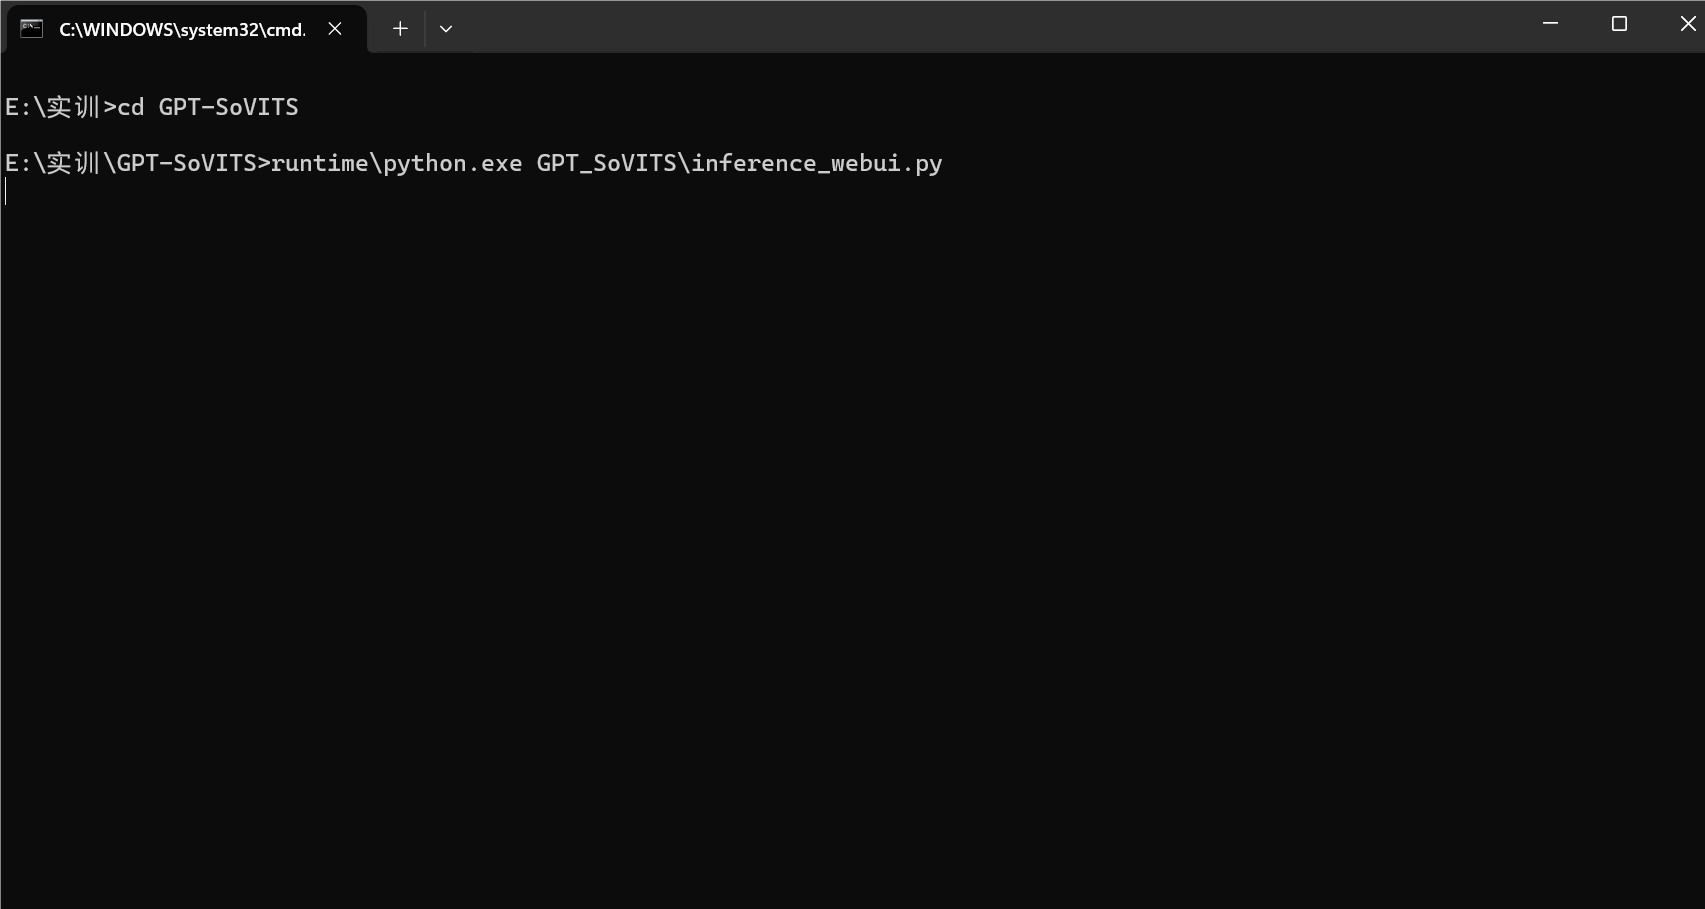 C:\WINDOWS\system32\cmd.
E:\实训>cd GPT-SoVITS
E:\实训\GPT-SoVITS>runtime\python.exe GPT_SoVITS\inference_webui.py